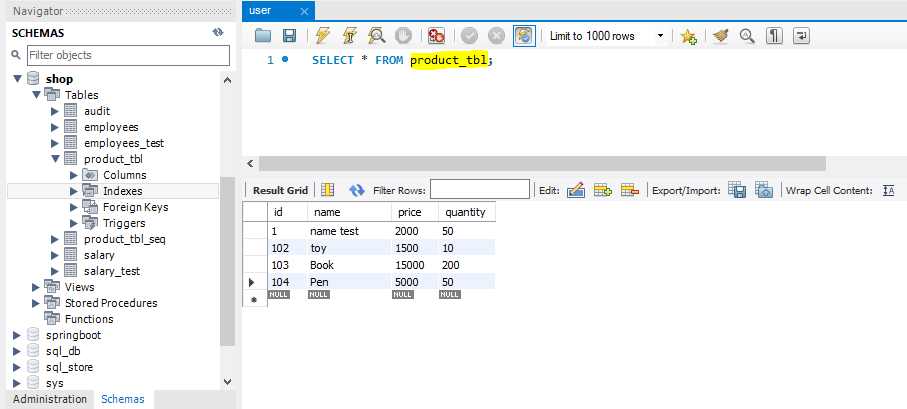 Navigator
SCHEMAS
Filter objects
shop
Tables
audit
employees
employees_test
product_tbl
Columns
Indexes
Foreign Keys
Triggers
product_tbl_seq
salary
salary_test
Views
Stored Procedures
Functions
springboot
sql_db
sql_store
sys
Administration Schemas
user
Limit to 1000 rows
1 SELECT * FROM product_tbl;
Result Grid Filter Rows: Edit: Export/Import: Wrap Cell Content: IA
id name price quantity
1 name test 2000 50
102 toy 1500 10
103 Book 15000 200
104 Pen 5000 50
NULL NULL NULL NULL